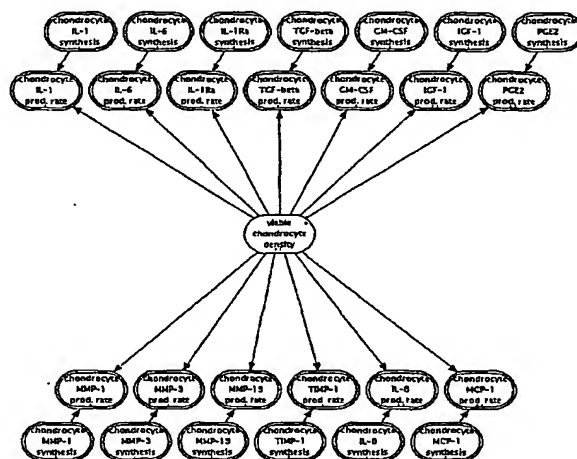 chondrocyte
IL-1
synthesis
chondrocyte
IL-6
synthesis
chondrocyte
IL-1Ra
synthesis
chondrocyte
TGF-beta
synthesis
chondrocyte
GM-CSF
synthesis
chondrocyte
IGF-1
synthesis
chondrocyte
PGE2
synthesis
chondrocyte
IL-1
prod. rate
chondrocyte
IL-6
prod. rate
chondrocyte
IL-1Ra
prod. rate
chondrocyte
TGF-beta
prod. rate
chondrocyte
GM-CSF
prod. rate
chondrocyte
IGF-1
prod. rate
chondrocyte
PGE2
prod. rate
viable
chondrocyte
density
chondrocyte
MMP-1
prod. rate
chondrocyte
MMP-3
prod. rate
chondrocyte
MMP-13
prod. rate
chondrocyte
TIMP-1
prod. rate
chondrocyte
IL-8
prod. rate
chondrocyte
MCP-1
prod. rate
chondrocyte
MMP-1
synthesis
chondrocyte
MMP-3
synthesis
chondrocyte
MMP-13
synthesis
chondrocyte
TIMP-1
synthesis
chondrocyte
IL-8
synthesis
chondrocyte
MCP-1
synthesis